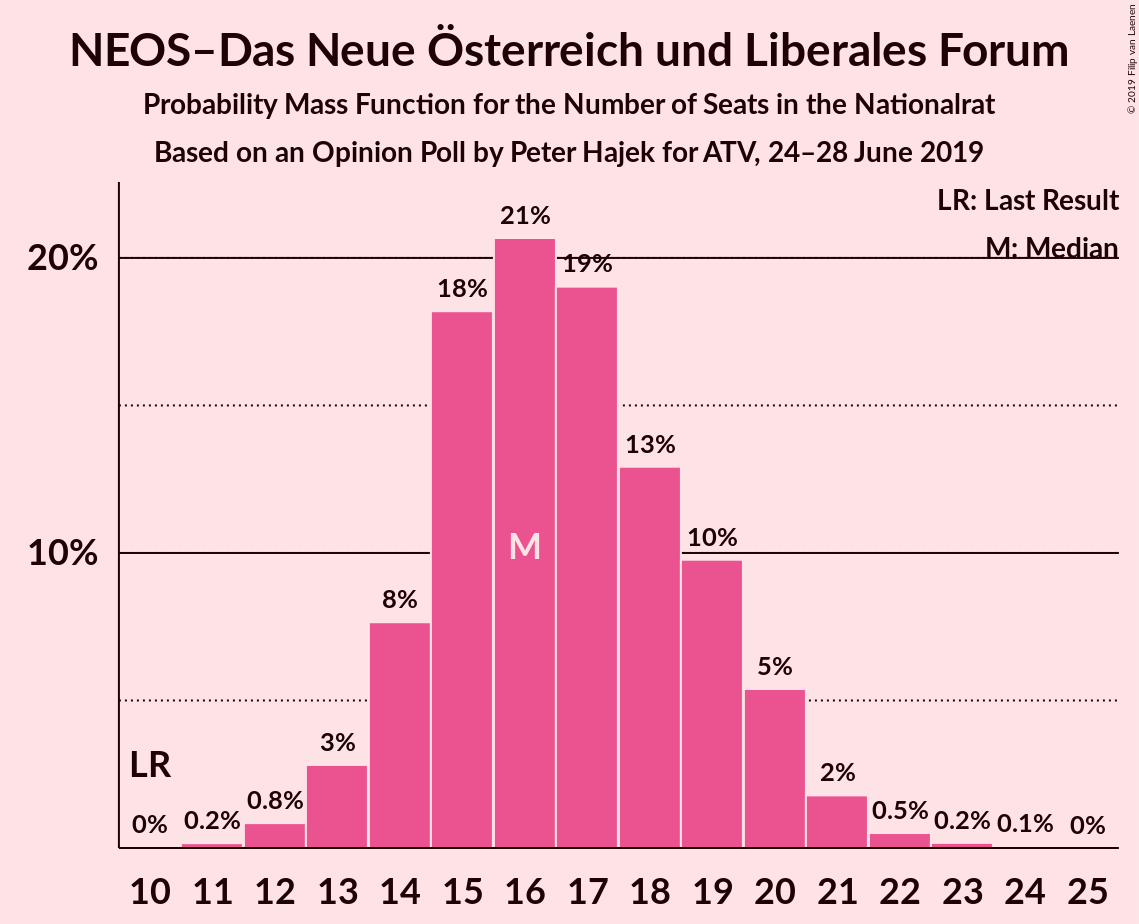 NEOS–Das Neue Österreich und Liberales Forum
Probability Mass Function for the Number of Seats in the Nationalrat
Based on an Opinion Poll by Peter Hajek for ATV, 24–28 June 2019
© 2019 Filip van Laenen
LR: Last Result
M: Median
20%
10%
21%
19%
18%
13%
10%
8%
5%
3%
2%
0.8%
0.5%
0.2%
0.2%
0.1%
0%
0%
LR
M
10 11 12 13 14 15 16 17 18 19 20 21 22 23 24 25